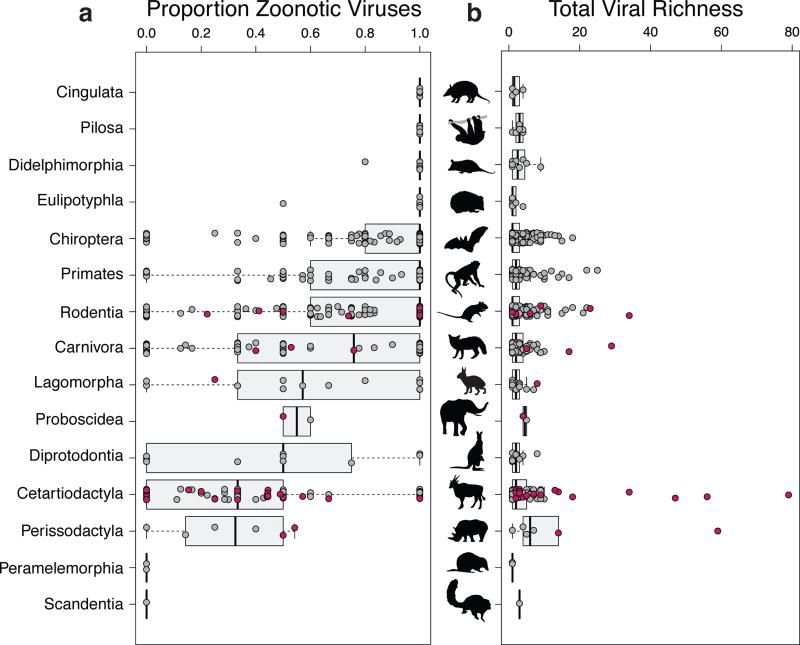 a
Proportion Zoonotic Viruses
b
Total Viral Richness
0.0 0.2 0.4 0.6 0.8 1.0
0 20 40 60 80
Cingulata
Pilosa
Didelphimorphia
Eulipotyphla
Chiroptera
Primates
Rodentia
Carnivora
Lagomorpha
Proboscidea
Diprotodontia
Cetartiodactyla
Perissodactyla
Peramelemorphia
Scandentia